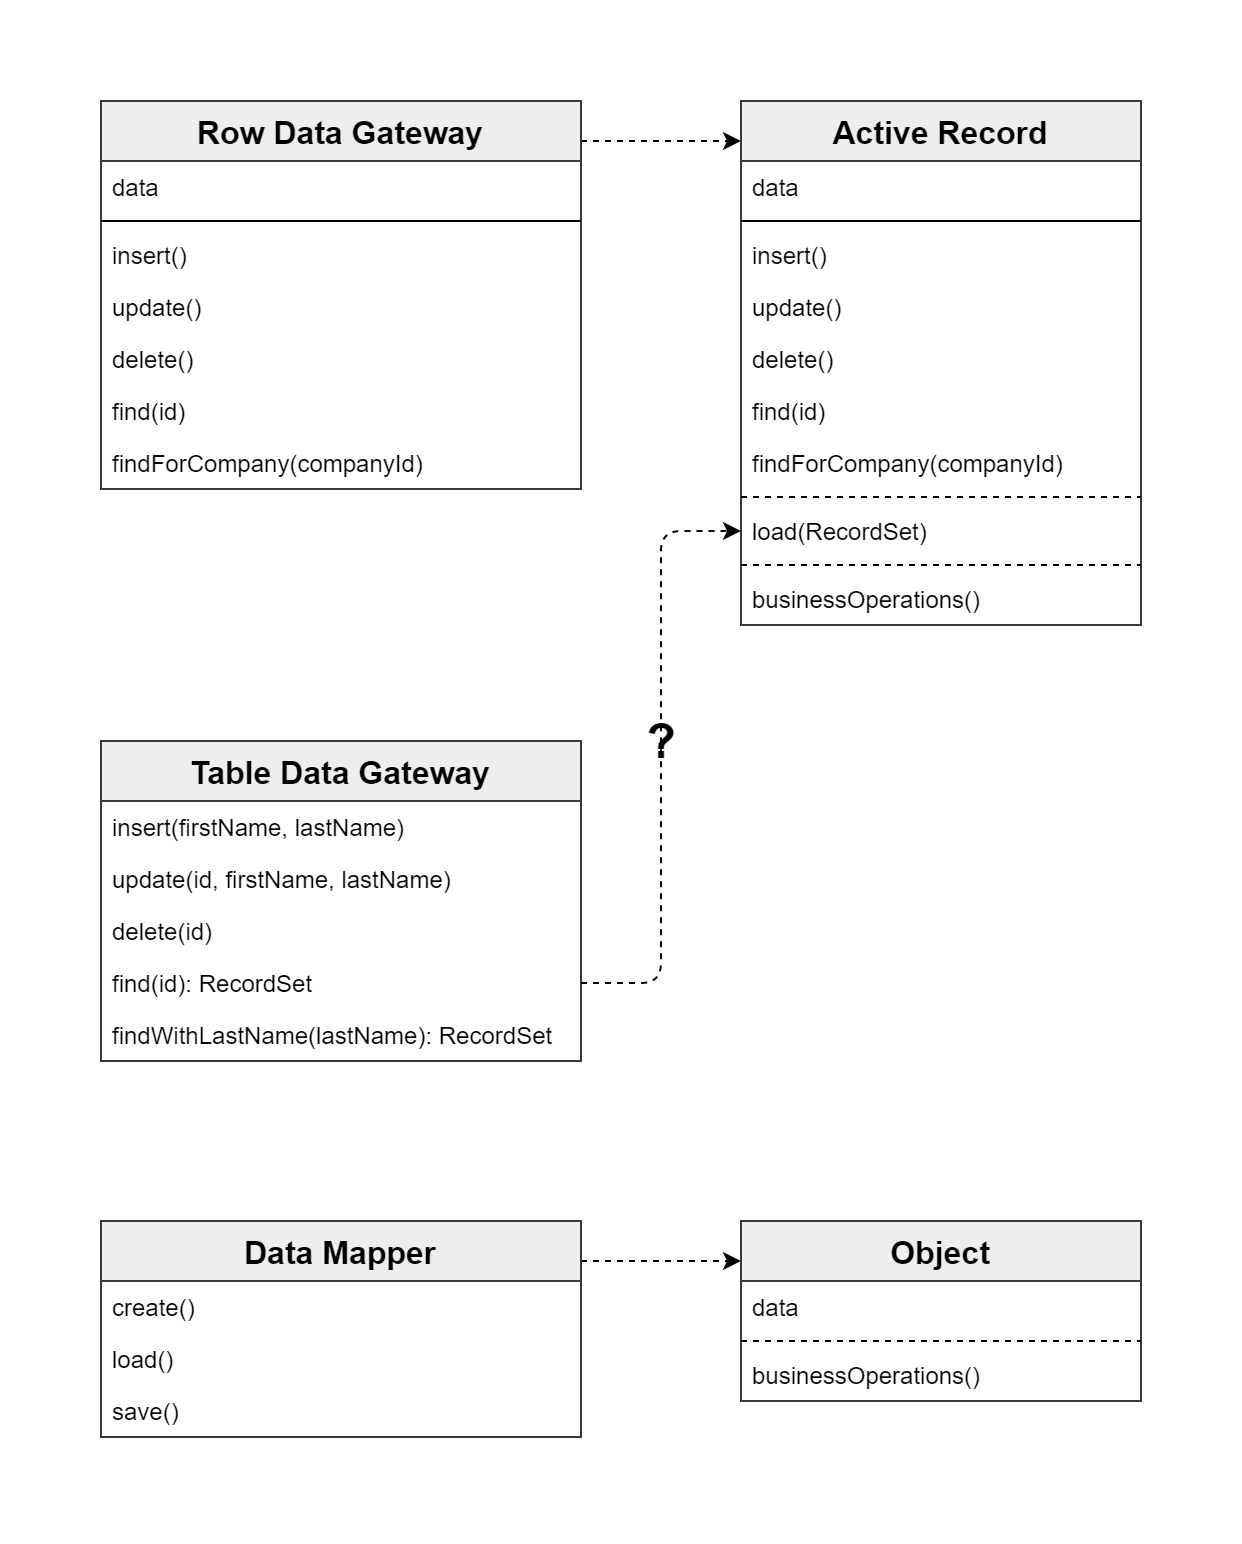 Row Data Gateway
data
insert()
update()
delete()
find(id)
findForCompany(companyId)
Active Record
data
insert()
update()
delete()
find(id)
findForCompany(companyId)
load(RecordSet)
businessOperations()
?
Table Data Gateway
insert(firstName, lastName)
update(id, firstName, lastName)
delete(id)
find(id): RecordSet
findWithLastName(lastName): RecordSet
Data Mapper
create()
load()
save()
Object
data
businessOperations()